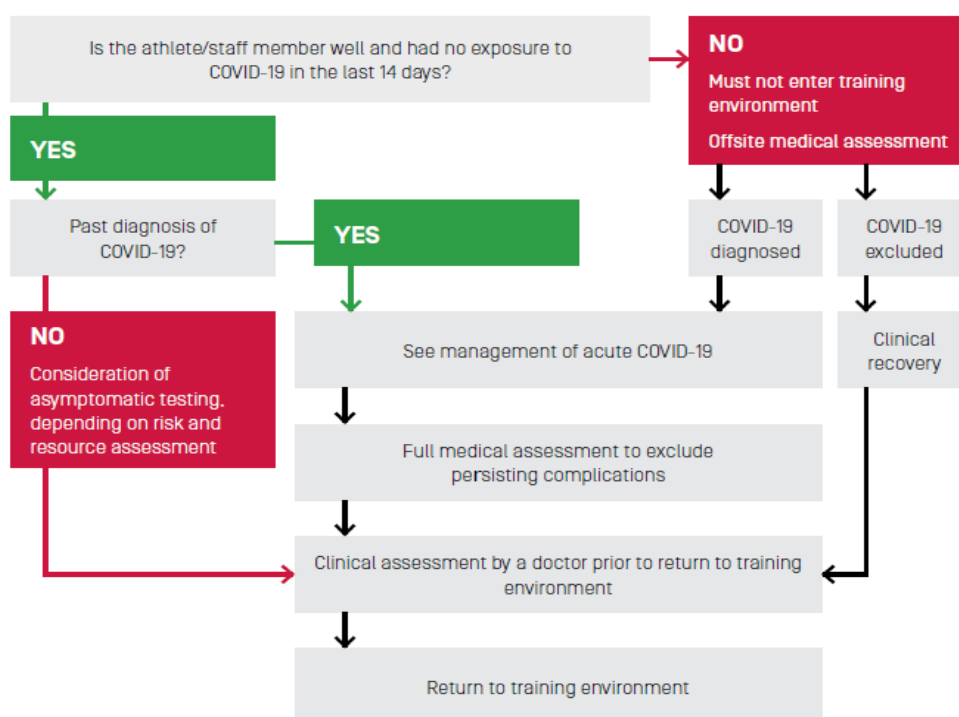 Is the athlete/staff member well and had no exposure to
COVID-19 in the last 14 days?
NO
Must not enter training
environment
Offsite medical assessment
YES
Past diagnosis of
COVID-19?
YES
COVID-19
diagnosed
COVID-19
excluded
NO
Consideration of
asymptomatic testing,
depending on risk and
resource assessment
See management of acute COVID-19
Clinical
recovery
Full medical assessment to exclude
persisting complications
Clinical assessment by a doctor prior to return to training
environment
Return to training environment